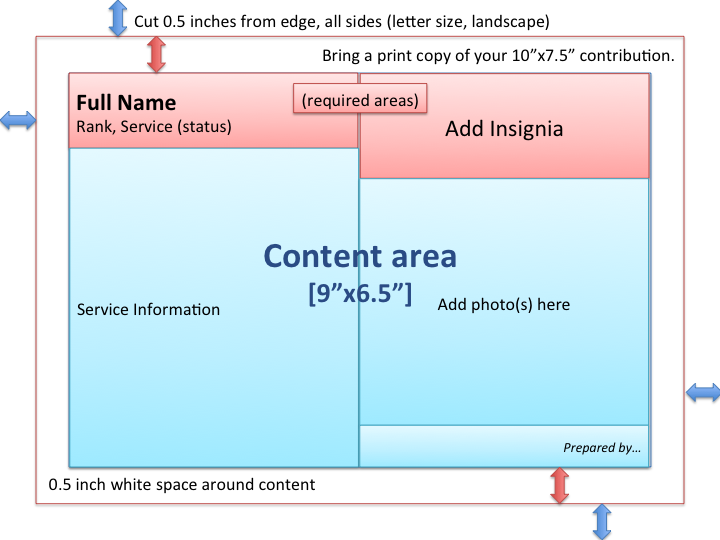 Cut 0.5 inches from edge, all sides (letter size, landscape)
Bring a print copy of your 10”x7.5” contribution.
Full Name
Rank, Service (status)
(required areas)
Add Insignia
Content area
[9”x6.5”]
Service Information
Add photo(s) here
Prepared by…
0.5 inch white space around content